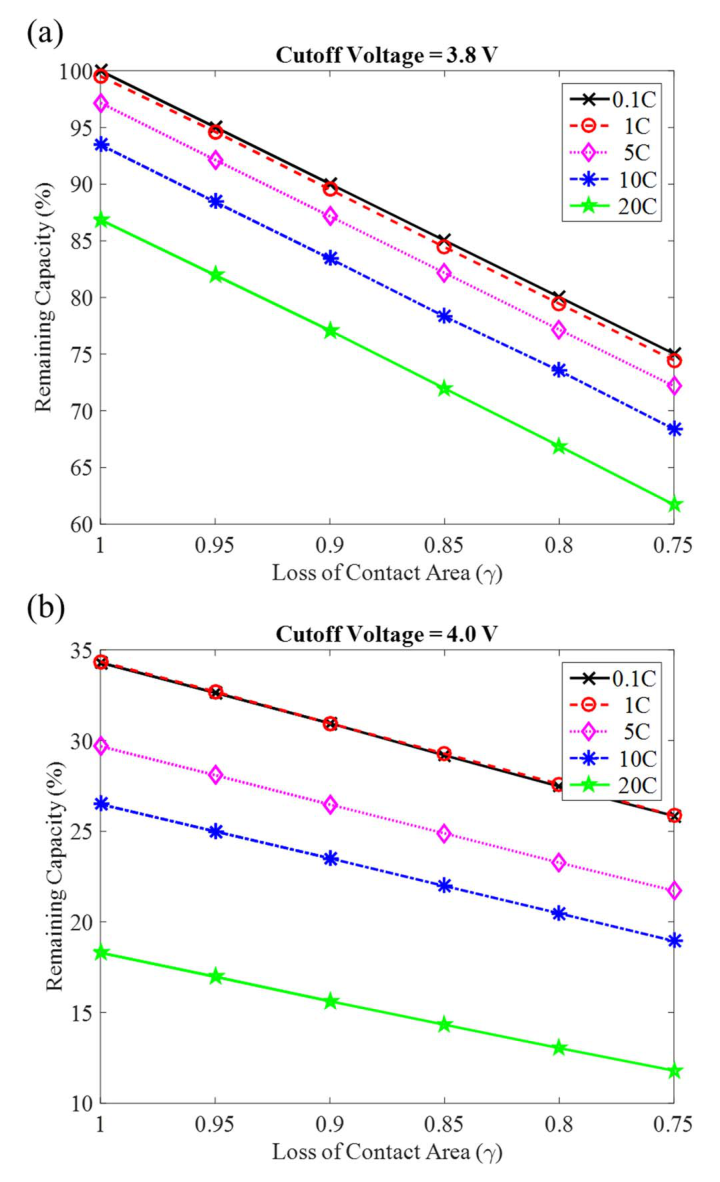 (a)
Cutoff Voltage = 3.8 V
100
95
90
85
80
75
70
65
60
Remaining Capacity (%)
0.1C
1C
5C
10C
20C
1 0.95 0.9 0.85 0.8 0.75
Loss of Contact Area (γ)
(b)
Cutoff Voltage = 4.0 V
35
30
25
20
15
10
Remaining Capacity (%)
0.1C
1C
5C
10C
20C
1 0.95 0.9 0.85 0.8 0.75
Loss of Contact Area (γ)